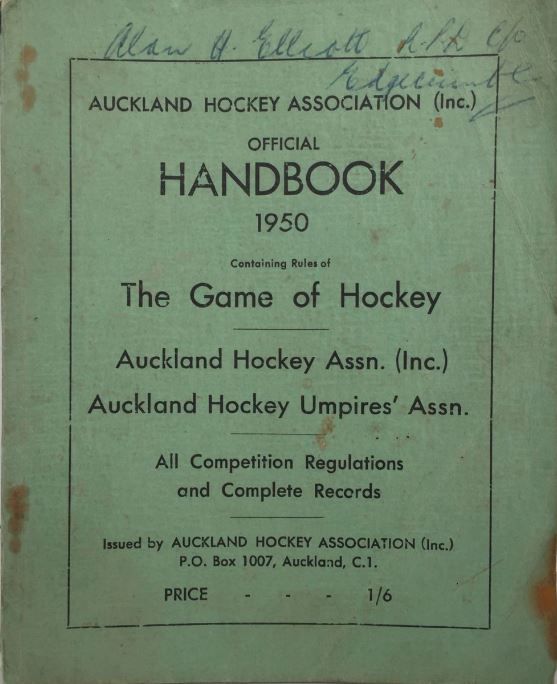 Alan H. Elliott
Edgecumbe
AUCKLAND HOCKEY ASSOCIATION (Inc.)
OFFICIAL
HANDBOOK
1950
Containing Rules of
The Game of Hockey
Auckland Hockey Assn. (Inc.)
Auckland Hockey Umpires' Assn.
All Competition Regulations
and Complete Records
Issued by AUCKLAND HOCKEY ASSOCIATION (Inc.)
P.O. Box 1007, Auckland, C.1.
PRICE - - - 1/6